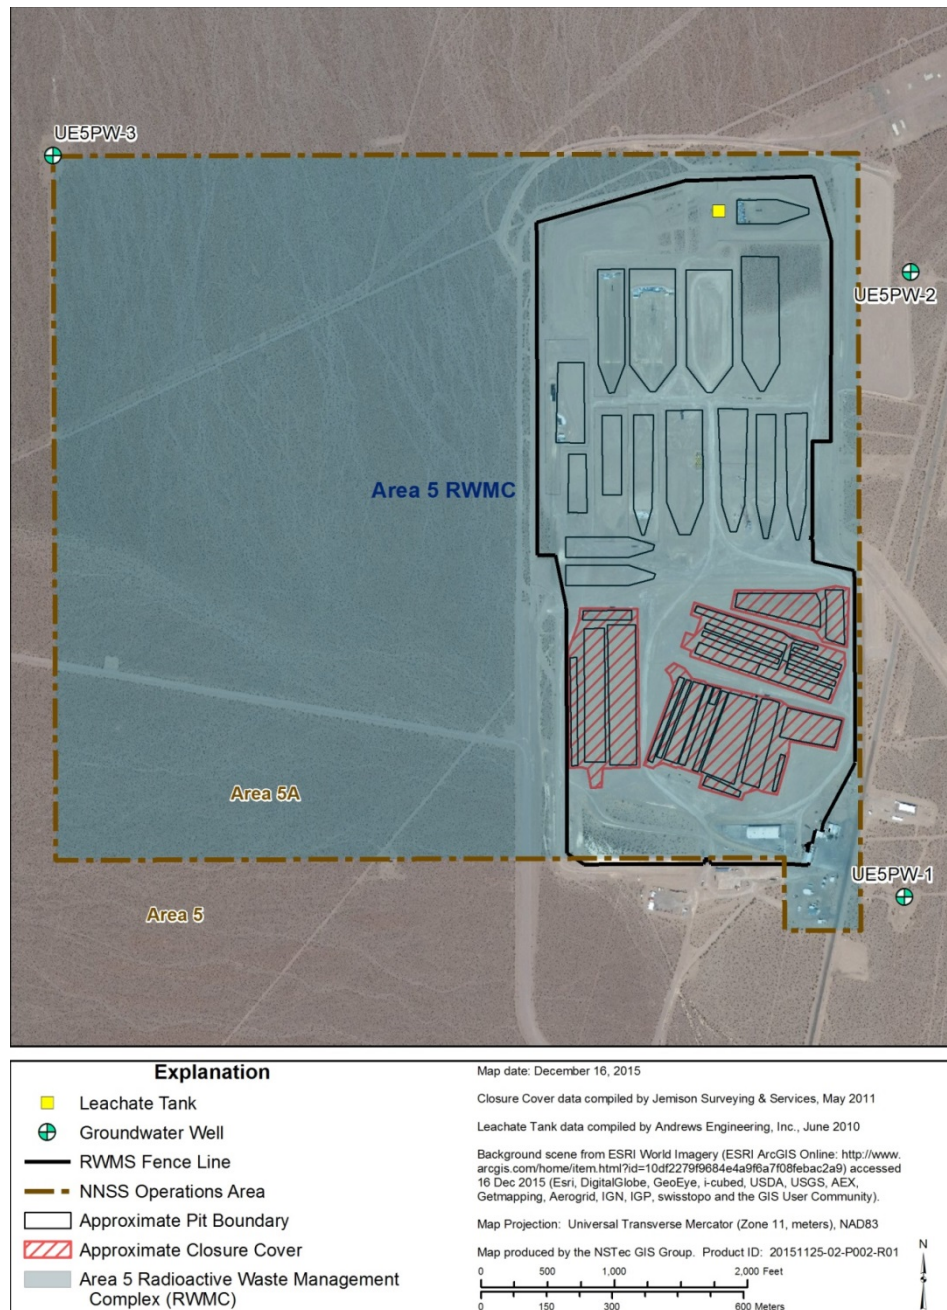 UE5PW-3
UE5PW-2
Area 5 RWMC
Area 5A
UE5PW-1
Area 5
Explanation
Leachate Tank
Groundwater Well
RWMS Fence Line
NNSS Operations Area
Approximate Pit Boundary
Approximate Closure Cover
Area 5 Radioactive Waste Management
Complex (RWMC)
Map date: December 16, 2015
Closure Cover data compiled by Jemison Surveying & Services, May 2011
Leachate Tank data compiled by Andrews Engineering, Inc., June 2010
Background scene from ESRI World Imagery (ESRI ArcGIS Online: http://www.
arcgis.com/home/item.html?id=10df2279f9684e4a9f6a7f08febac2a9) accessed
16 Dec 2015 (Esri, DigitalGlobe, GeoEye, i-cubed, USDA, USGS, AEX,
Getmapping, Aerogrid, IGN, IGP, swisstopo and the GIS User Community).
Map Projection: Universal Transverse Mercator (Zone 11, meters), NAD83
Map produced by the NSTec GIS Group. Product ID: 20151125-02-P002-R01
N
0 500 1,000 2,000 Feet
0 150 300 600 Meters